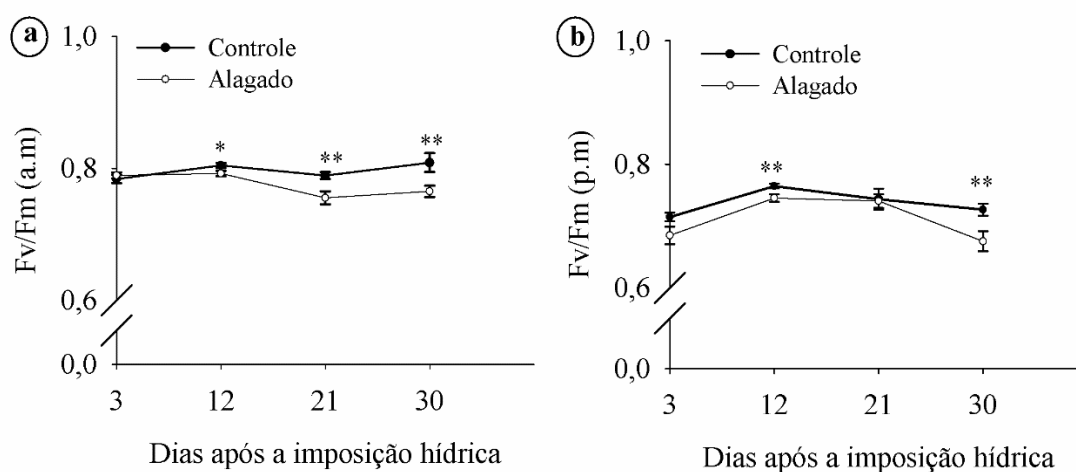 a
1,0
Controle
Alagado
*
**
**
0,8
Fv/Fm (a.m)
0,6
0,0
3 12 21 30
Dias após a imposição hídrica
b
1,0
Controle
Alagado
**
**
0,8
Fv/Fm (p.m)
0,6
0,0
3 12 21 30
Dias após a imposição hídrica